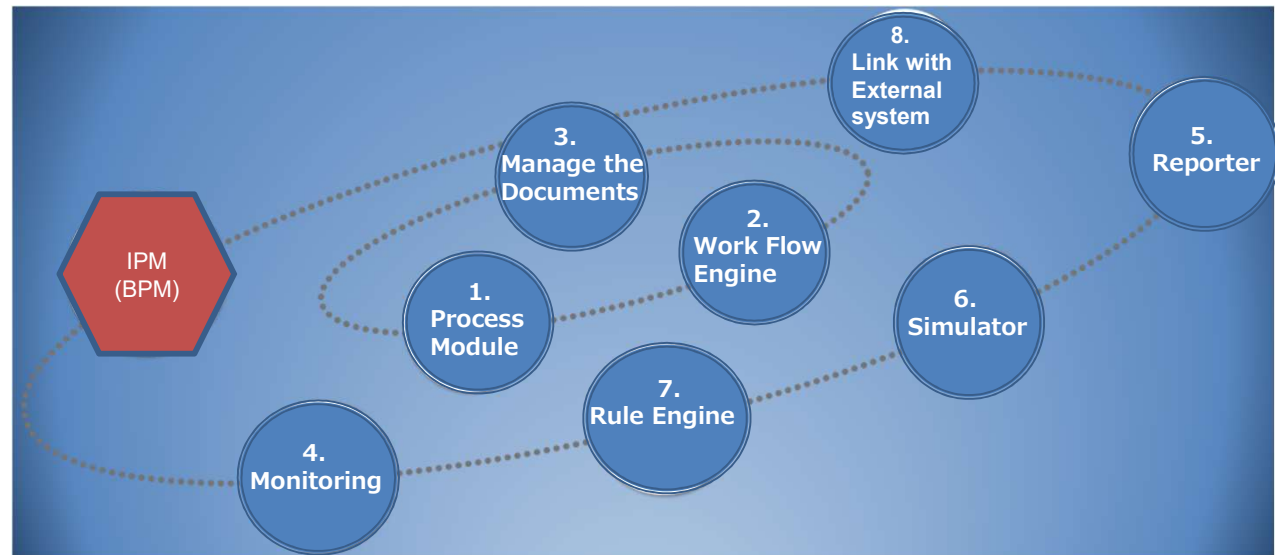 8.
Link with
External
system
3.
Manage the
Documents
5.
Reporter
2.
Work Flow
Engine
IPM
(BPM)
1.
Process
Module
6.
Simulator
7.
Rule Engine
4.
Monitoring